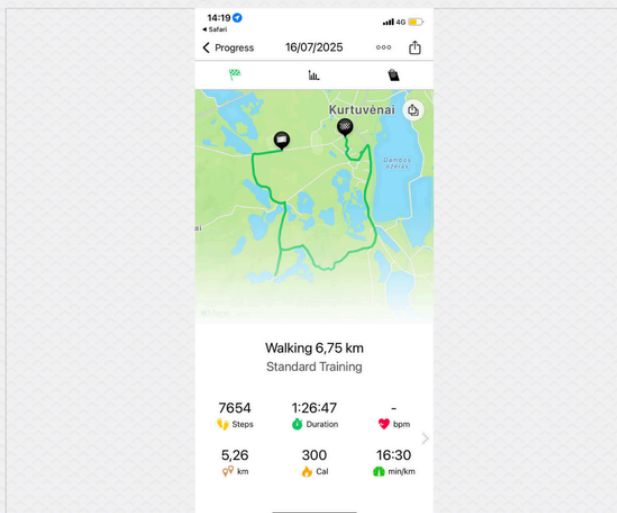 14:19
4G
Safari
Progress 16/07/2025
Kurtuvėnai
Walking 6,75 km
Standard Training
7654 1:26:47 -
Steps Duration bpm
5,26 300 16:30
km Cal min/km